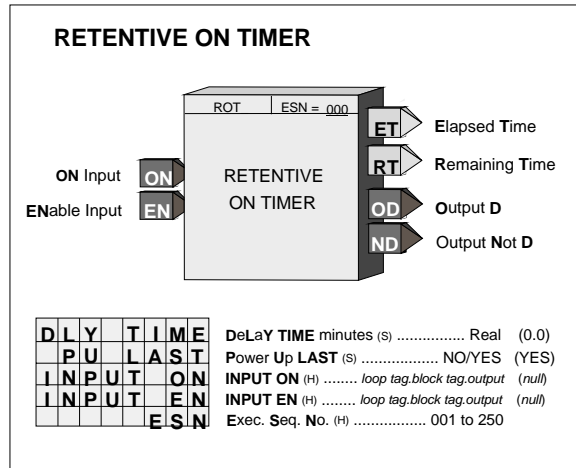 RETENTIVE ON TIMER
ROT ESN = 000
ET Elapsed Time
RT Remaining Time
ON Input ON
RETENTIVE
ON TIMER
ENable Input EN
OD Output D
ND Output Not D
DLY TIME DeLaY TIME minutes (S) ................ Real (0.0)
PU LAST Power Up LAST (S) .................. NO/YES (YES)
INPUT ON INPUT ON (H) ........ loop tag.block tag.output (null)
INPUT EN INPUT EN (H) ........ loop tag.block tag.output (null)
ESN Exec. Seq. No. (H) ................. 001 to 250